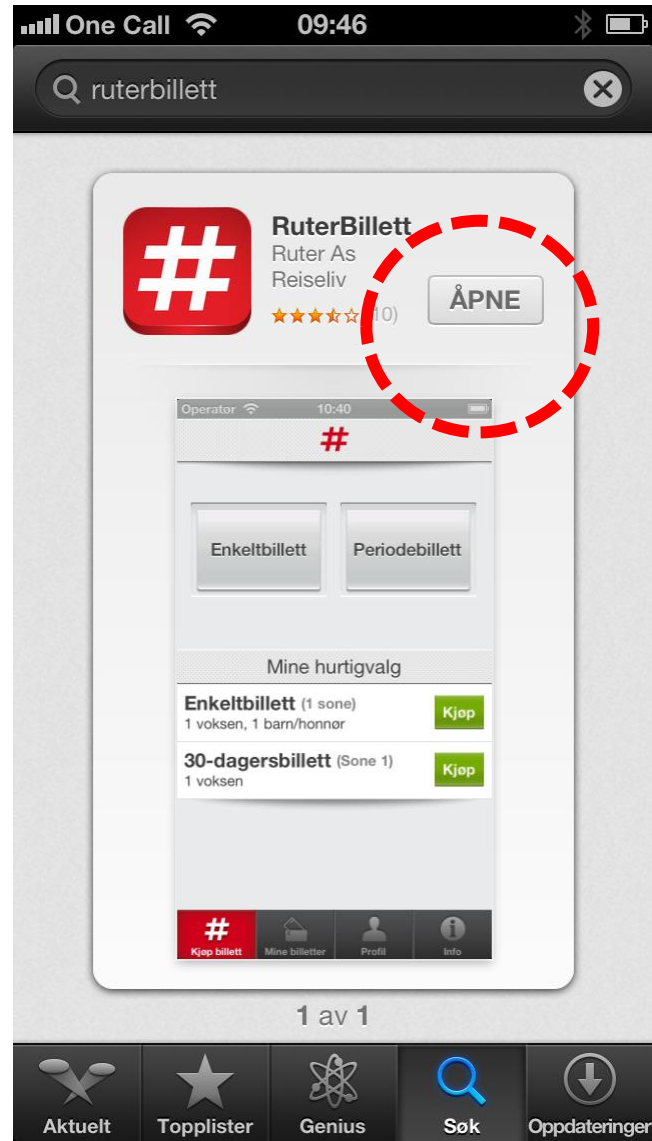 One Call 09:46
ruterbillett
RuterBillett
Ruter As
Reiseliv
10)
ÅPNE
Operatør 10:40
#
Enkeltbillett Periodebillett
Mine hurtigvalg
Enkeltbillett (1 sone)
1 voksen, 1 barn/honnør
Kjøp
30-dagersbillett (Sone 1)
1 voksen
Kjøp
#
Kjøp billett Mine billetter Profil Info
1 av 1
Aktuelt Topplister Genius Søk Oppdateringer